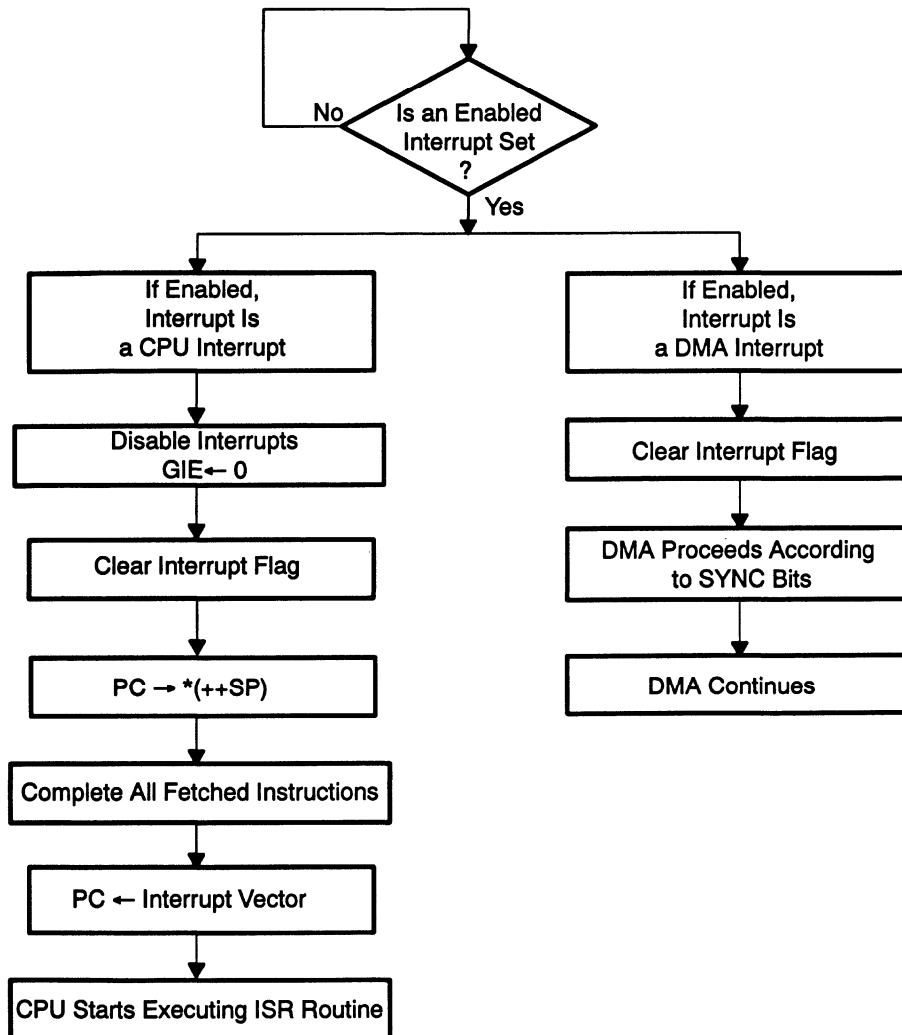 Is an Enabled
Interrupt Set
?
No
Yes
If Enabled,
Interrupt Is
a CPU Interrupt
Disable Interrupts
GIE← 0
Clear Interrupt Flag
PC → *(++SP)
Complete All Fetched Instructions
PC ← Interrupt Vector
CPU Starts Executing ISR Routine
If Enabled,
Interrupt Is
a DMA Interrupt
Clear Interrupt Flag
DMA Proceeds According
to SYNC Bits
DMA Continues